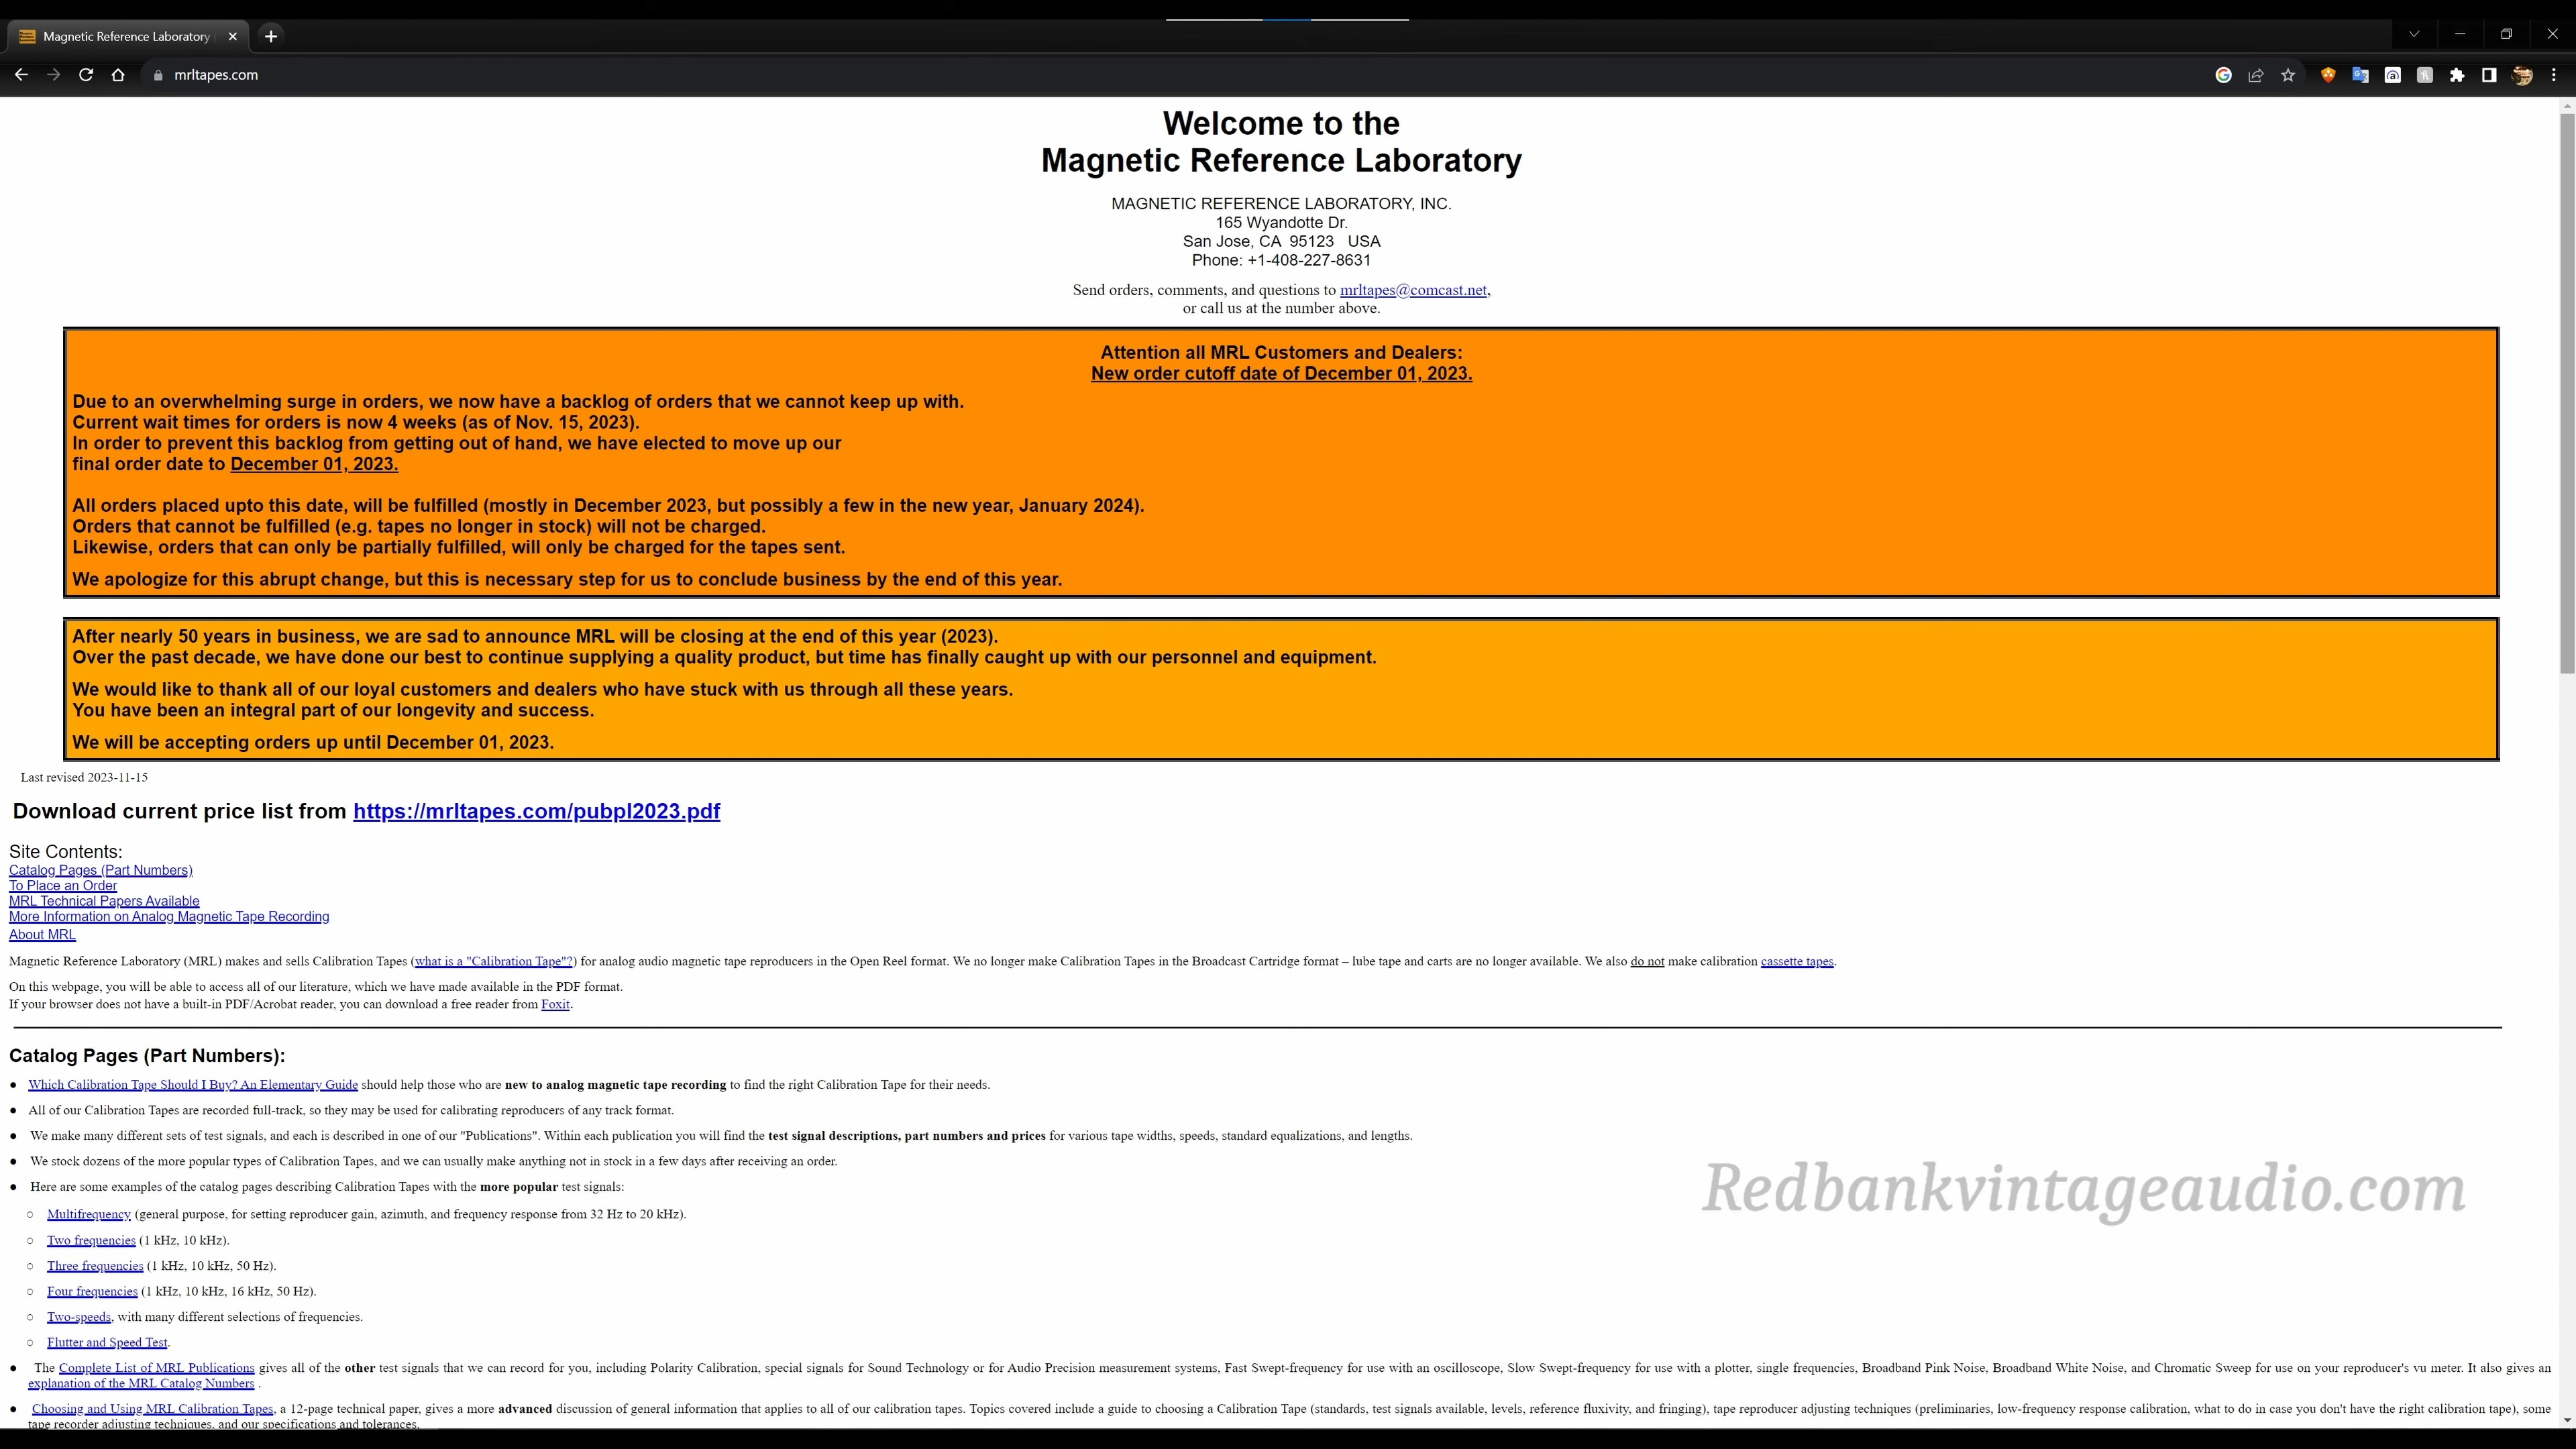 Magnetic Reference Laboratory
mrltapes.com
Welcome to the
Magnetic Reference Laboratory
MAGNETIC REFERENCE LABORATORY, INC.
165 Wyandotte Dr.
San Jose, CA 95123 USA
Phone: +1-408-227-8631
Send orders, comments, and questions to mrltapes@comcast.net,
or call us at the number above.
Attention all MRL Customers and Dealers:
New order cutoff date of December 01, 2023.
Due to an overwhelming surge in orders, we now have a backlog of orders that we cannot keep up with.
Current wait times for orders is now 4 weeks (as of Nov. 15, 2023).
In order to prevent this backlog from getting out of hand, we have elected to move up our
final order date to December 01, 2023.
All orders placed upto this date, will be fulfilled (mostly in December 2023, but possibly a few in the new year, January 2024).
Orders that cannot be fulfilled (e.g. tapes no longer in stock) will not be charged.
Likewise, orders that can only be partially fulfilled, will only be charged for the tapes sent.
We apologize for this abrupt change, but this is necessary step for us to conclude business by the end of this year.
After nearly 50 years in business, we are sad to announce MRL will be closing at the end of this year (2023).
Over the past decade, we have done our best to continue supplying a quality product, but time has finally caught up with our personnel and equipment.
We would like to thank all of our loyal customers and dealers who have stuck with us through all these years.
You have been an integral part of our longevity and success.
We will be accepting orders up until December 01, 2023.
Last revised 2023-11-15
Download current price list from https://mrltapes.com/pubpl2023.pdf
Site Contents:
Catalog Pages (Part Numbers)
To Place an Order
MRL Technical Papers Available
More Information on Analog Magnetic Tape Recording
About MRL
Magnetic Reference Laboratory (MRL) makes and sells Calibration Tapes (what is a "Calibration Tape"?) for analog audio magnetic tape reproducers in the Open Reel format. We no longer make Calibration Tapes in the Broadcast Cartridge format – lube tape and carts are no longer available. We also do not make calibration cassette tapes.
On this webpage, you will be able to access all of our literature, which we have made available in the PDF format.
If your browser does not have a built-in PDF/Acrobat reader, you can download a free reader from Foxit.
Catalog Pages (Part Numbers):
● Which Calibration Tape Should I Buy? An Elementary Guide should help those who are new to analog magnetic tape recording to find the right Calibration Tape for their needs.
● All of our Calibration Tapes are recorded full-track, so they may be used for calibrating reproducers of any track format.
● We make many different sets of test signals, and each is described in one of our "Publications". Within each publication you will find the test signal descriptions, part numbers and prices for various tape widths, speeds, standard equalizations, and lengths.
● We stock dozens of the more popular types of Calibration Tapes, and we can usually make anything not in stock in a few days after receiving an order.
● Here are some examples of the catalog pages describing Calibration Tapes with the more popular test signals:
○ Multifrequency (general purpose, for setting reproducer gain, azimuth, and frequency response from 32 Hz to 20 kHz).
○ Two frequencies (1 kHz, 10 kHz).
○ Three frequencies (1 kHz, 10 kHz, 50 Hz).
○ Four frequencies (1 kHz, 10 kHz, 16 kHz, 50 Hz).
○ Two-speeds, with many different selections of frequencies.
○ Flutter and Speed Test.
Redbankvintageaudio.com
● The Complete List of MRL Publications gives all of the other test signals that we can record for you, including Polarity Calibration, special signals for Sound Technology or for Audio Precision measurement systems, Fast Swept-frequency for use with an oscilloscope, Slow Swept-frequency for use with a plotter, single frequencies, Broadband Pink Noise, Broadband White Noise, and Chromatic Sweep for use on your reproducer's vu meter. It also gives an
explanation of the MRL Catalog Numbers .
● Choosing and Using MRL Calibration Tapes, a 12-page technical paper, gives a more advanced discussion of general information that applies to all of our calibration tapes. Topics covered include a guide to choosing a Calibration Tape (standards, test signals available, levels, reference fluxivity, and fringing), tape reproducer adjusting techniques (preliminaries, low-frequency response calibration, what to do in case you don't have the right calibration tape), some
tape recorder adjusting techniques, and our specifications and tolerances.